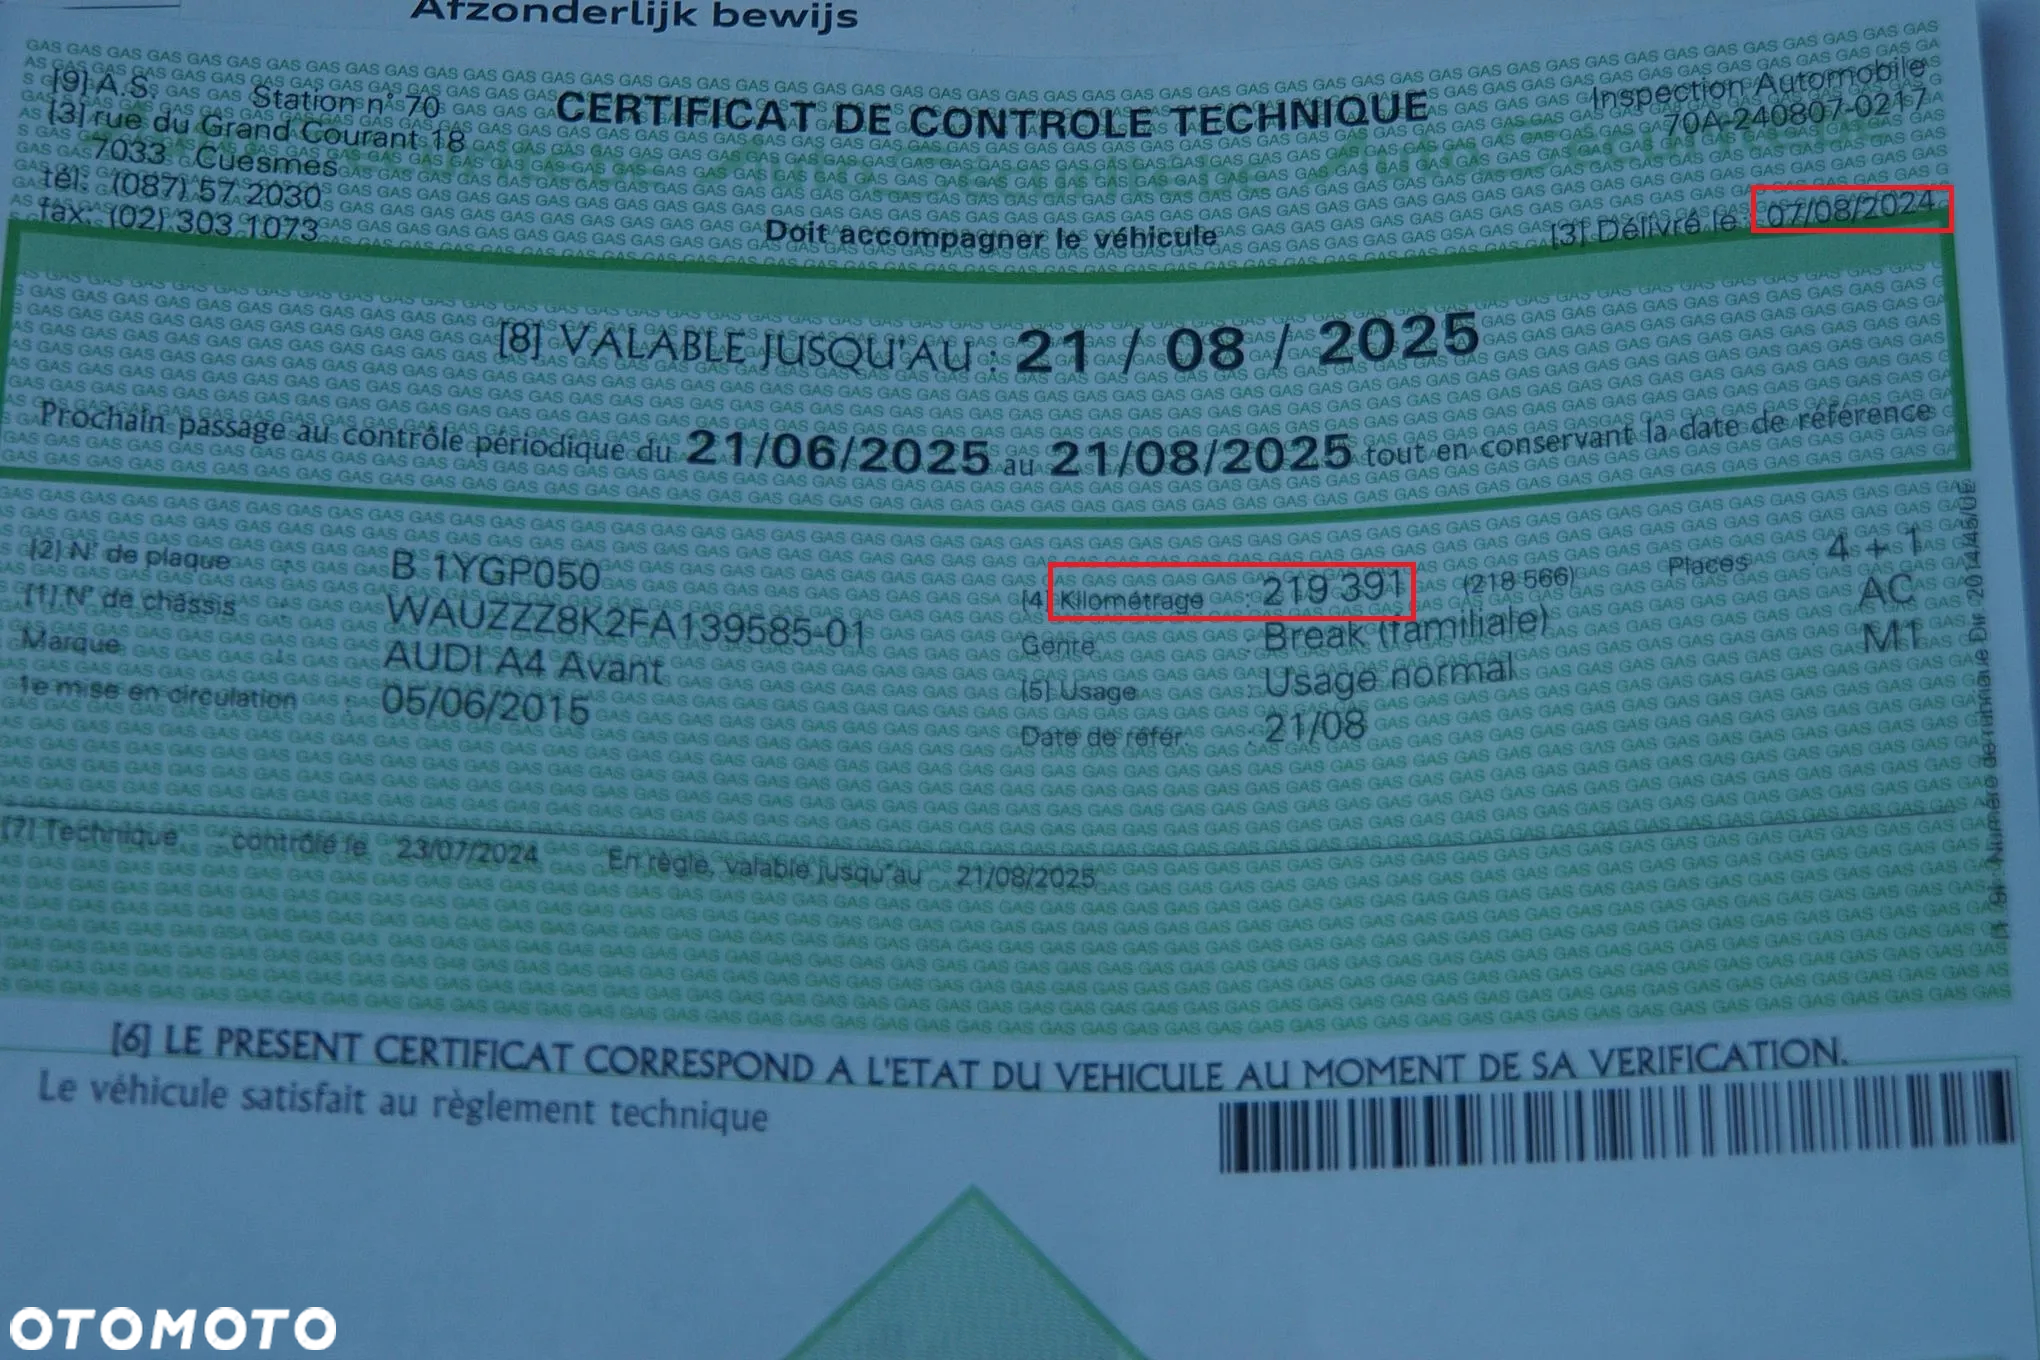 Afzonderlijk bewijs
[9] A.S. Station n° 70
[3] rue du Grand Courant 18
7033 Cuesmes
tél: (087) 57 2030
fax: (02) 303 1073
CERTIFICAT DE CONTROLE TECHNIQUE
Doit accompagner le véhicule
Inspection Automobile
70A-240807-0217
[3] Délivré le : 07/08/2024
[8] VALABLE JUSQU'AU : 21 / 08 / 2025
Prochain passage au contrôle périodique du 21/06/2025 au 21/08/2025 tout en conservant la date de référence
[2] N° de plaque : B 1YGP050
[1] N° de châssis : WAUZZZ8K2FA139585-01
Marque : AUDI A4 Avant
1e mise en circulation : 05/06/2015
[4] Kilométrage : 219 391 (218 566)
Genre : Break (familiale)
[5] Usage : Usage normal
Date de référ. : 21/08
Places : 4 + 1
AC
M1
[7] Technique - contrôlé le 23/07/2024 En règle, valable jusqu'au 21/08/2025
[6] LE PRESENT CERTIFICAT CORRESPOND A L'ETAT DU VEHICULE AU MOMENT DE SA VERIFICATION.
Le véhicule satisfait au règlement technique
OTOMOTO